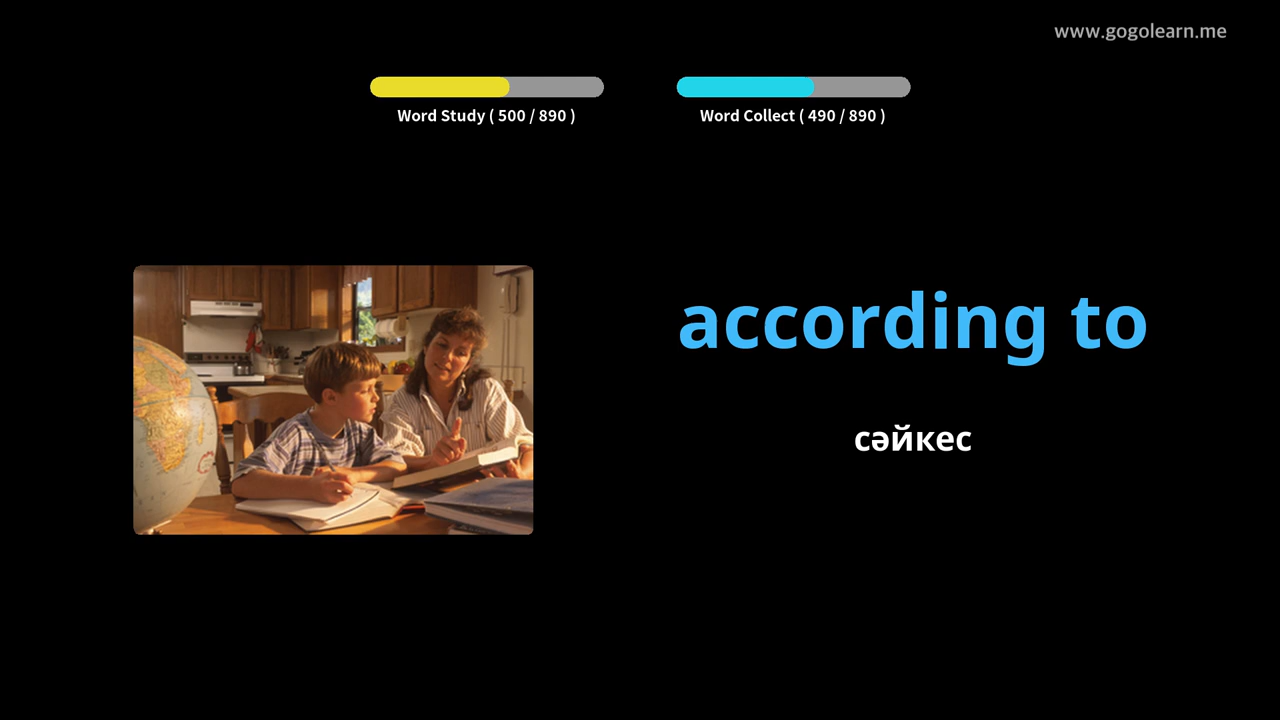 www.gogolearn.me
Word Study ( 500 / 890 )
Word Collect ( 490 / 890 )
according to
сәйкес